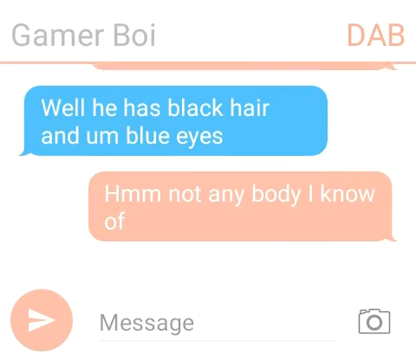 Gamer Boi DAB
Well he has black hair
and um blue eyes
Hmm not any body I know
of
Message